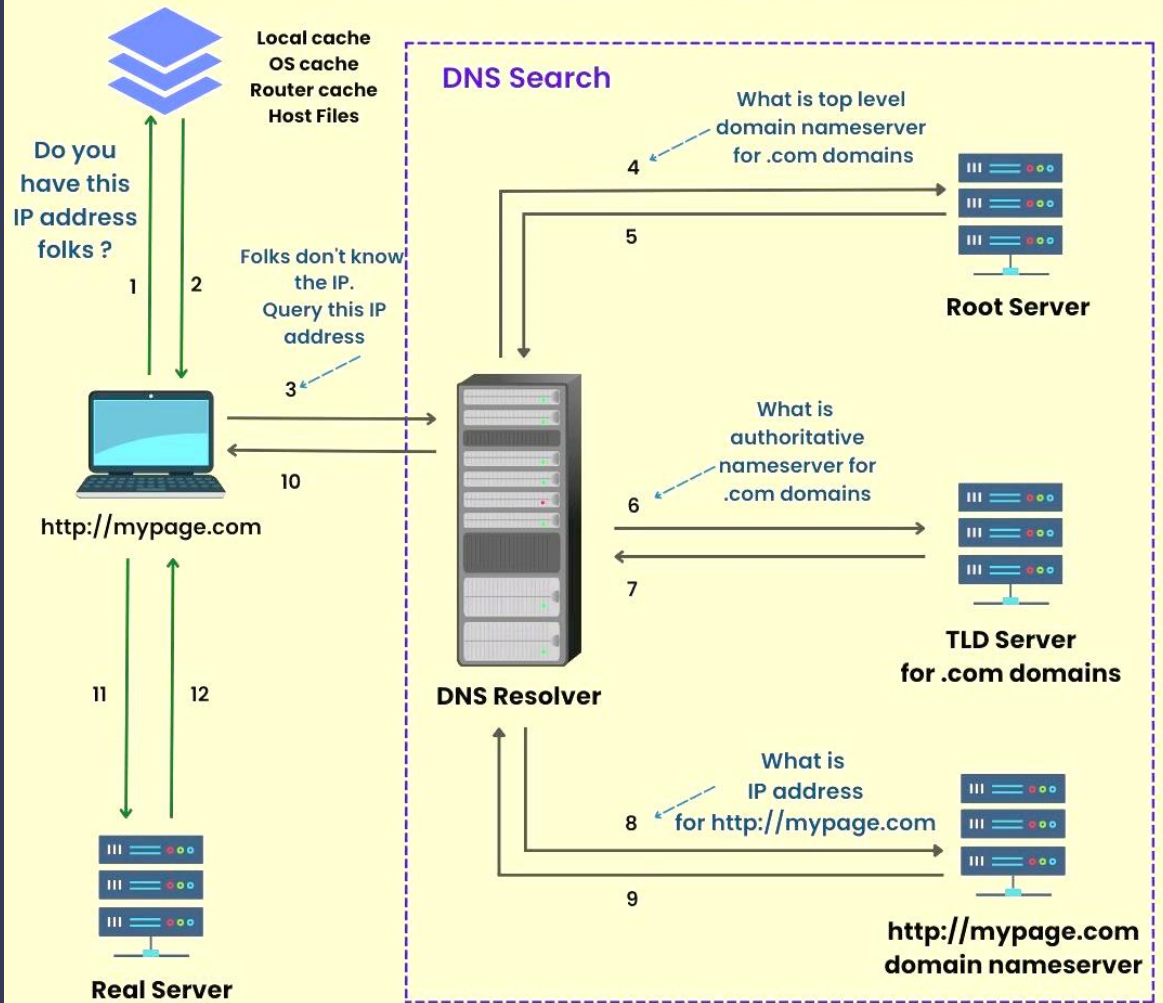 Local cache
OS cache
Router cache
Host Files
Do you
have this
IP address
folks ?
1
2
DNS Search
What is top level
domain nameserver
for .com domains
4
5
Root Server
Folks don't know
the IP.
Query this IP
address
3
10
http://mypage.com
What is
authoritative
nameserver for
.com domains
6
7
TLD Server
for .com domains
DNS Resolver
11
12
What is
IP address
for http://mypage.com
8
9
http://mypage.com
domain nameserver
Real Server